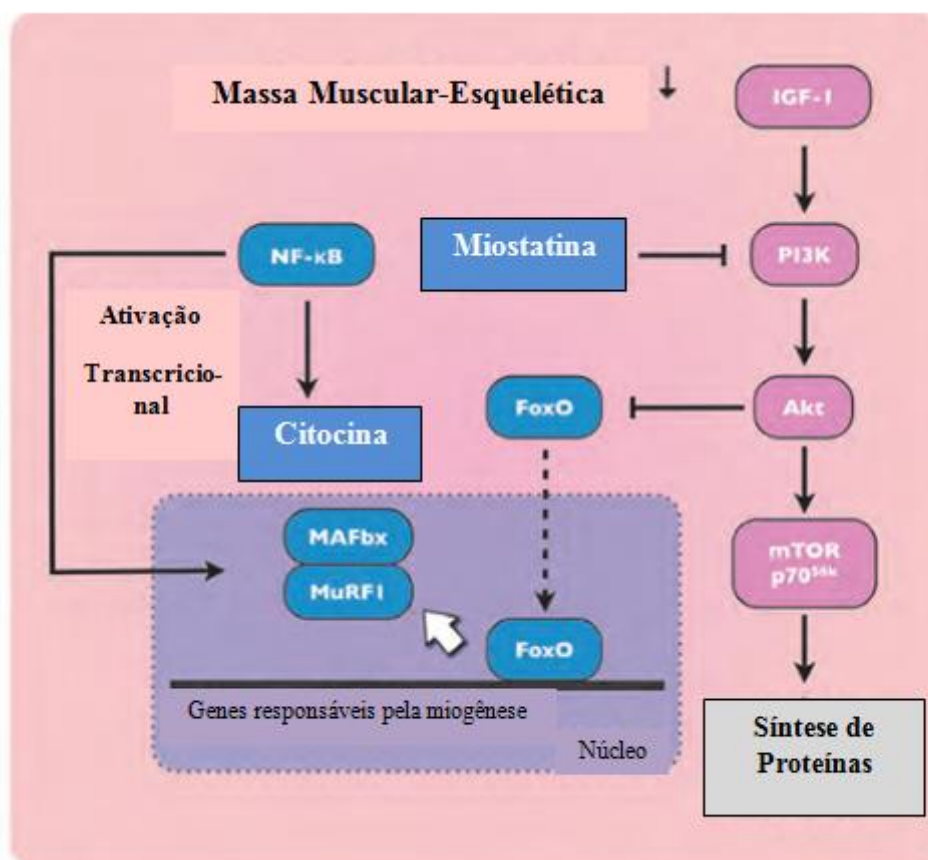 Massa Muscular-Esquelética ↓
IGF-I
NF-κB
Miostatina
PI3K
Ativação
Transcricio-
nal
FoxO
Akt
Citocina
MAFbx
MuRF1
mTOR
p70S6k
FoxO
Genes responsáveis pela miogênese
Núcleo
Síntese de
Proteínas